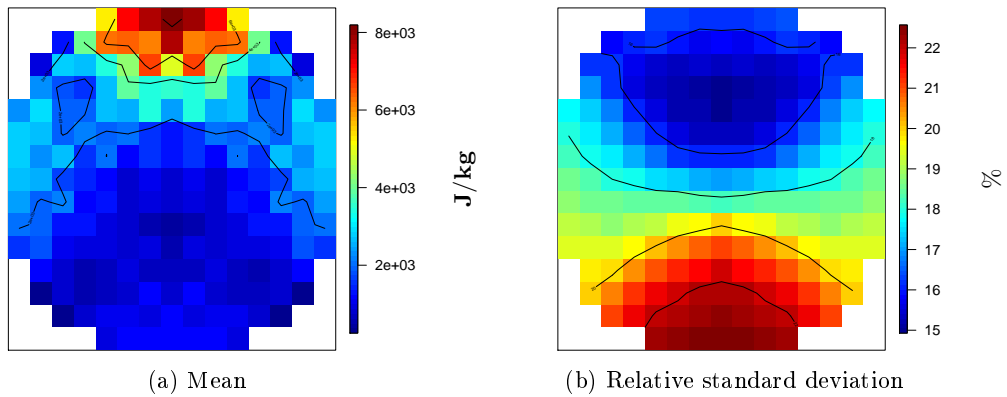 8e+03
6e+03
4e+03
2e+03
J/kg
(a) Mean
22
21
20
19
18
17
16
15
%
(b) Relative standard deviation